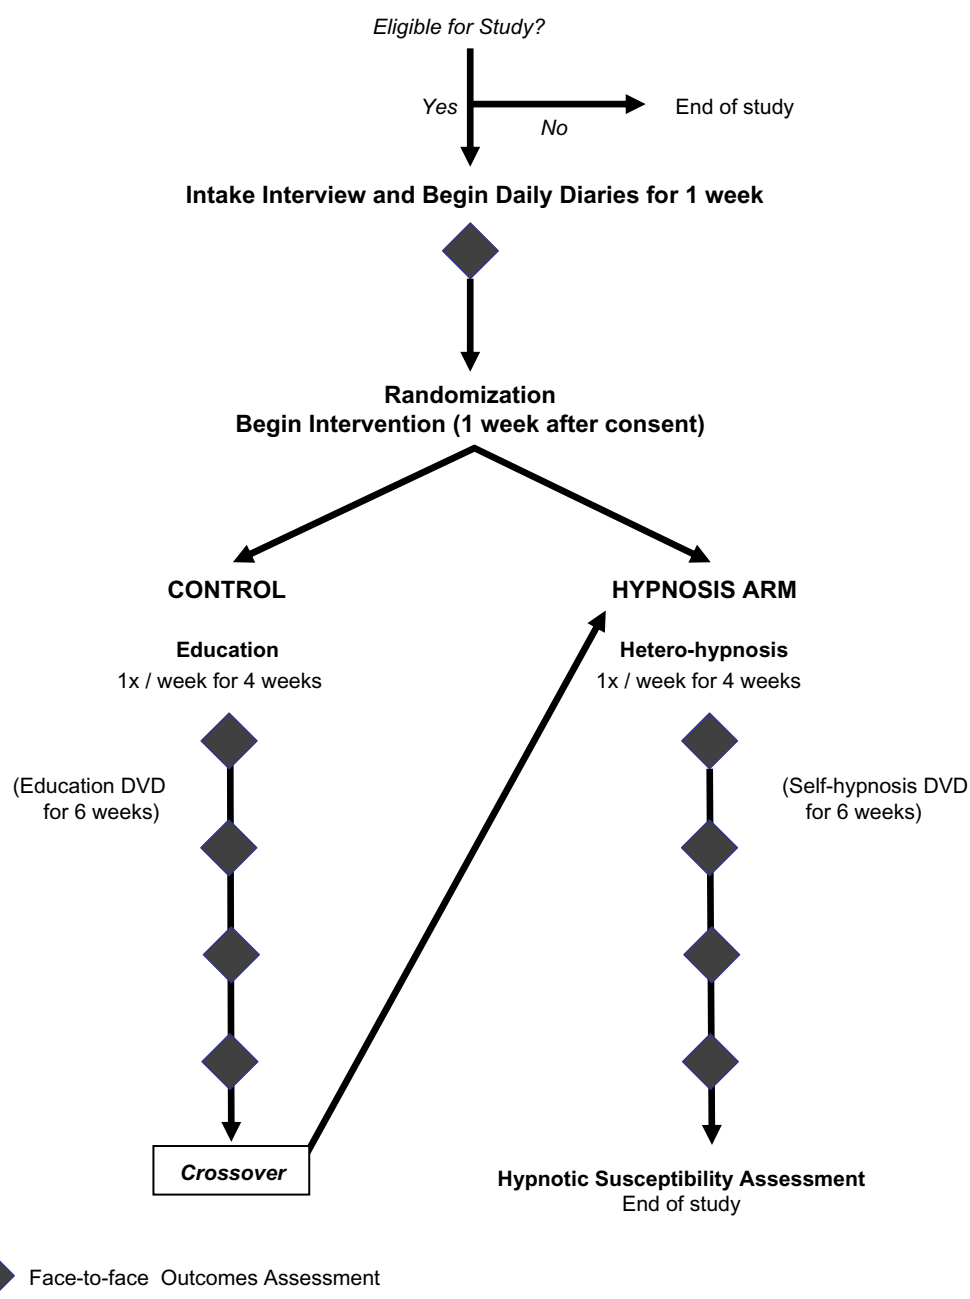 Eligible for Study?
Yes
End of study
No
Intake Interview and Begin Daily Diaries for 1 week
Randomization
Begin Intervention (1 week after consent)
CONTROL
HYPNOSIS ARM
Education
Hetero-hypnosis
1x / week for 4 weeks
1x / week for 4 weeks
(Education DVD
for 6 weeks)
(Self-hypnosis DVD
for 6 weeks)
Crossover
Hypnotic Susceptibility Assessment
End of study
Face-to-face Outcomes Assessment